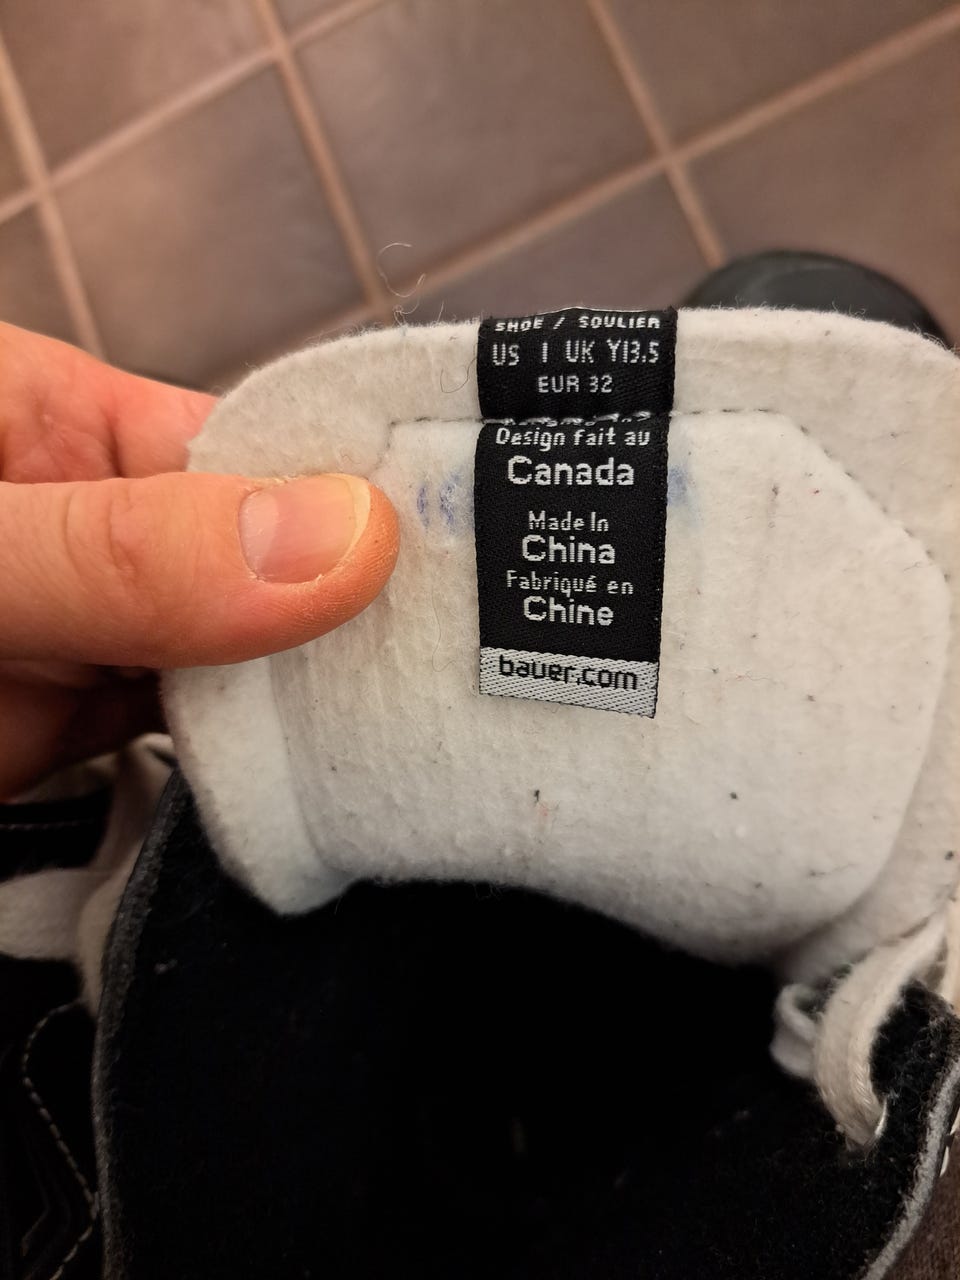 SHOE / SOULIER
US 1 UK Y13.5
EUR 32
Design fait au
Canada
Made In
China
Fabriqué en
Chine
bauer.com